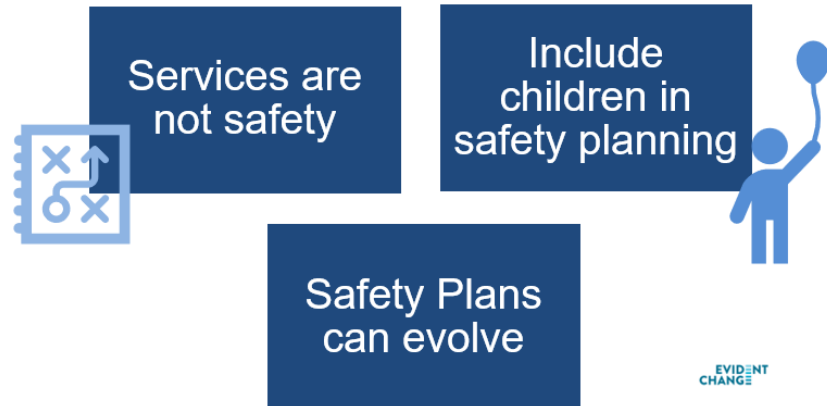 Services are
not safety
Include
children in
safety planning
Safety Plans
can evolve
EVIDENT
CHANGE